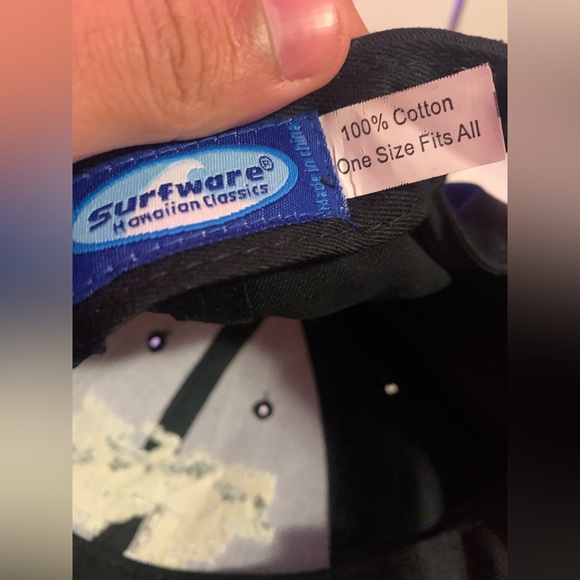 Surfware®
Hawaiian Classics
Made in china
100% Cotton
One Size Fits All